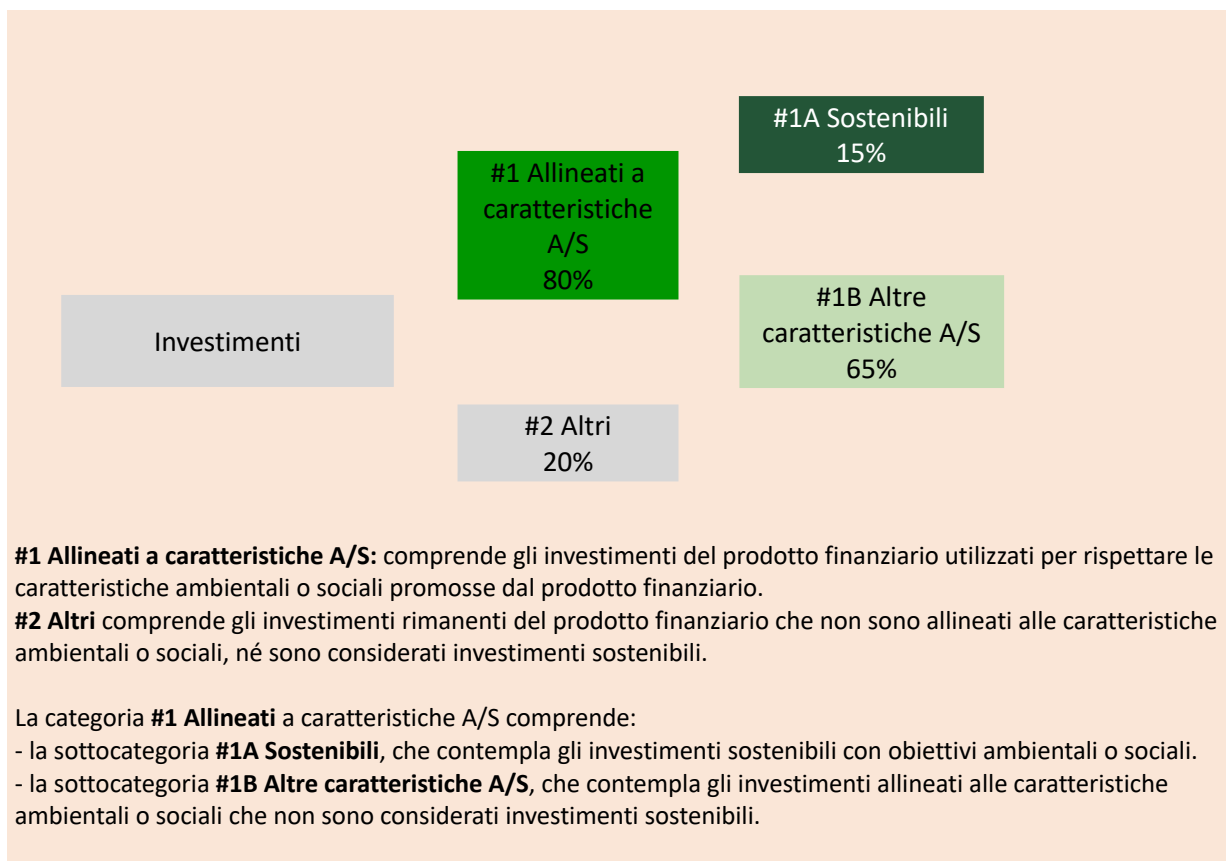 #1A Sostenibili
15%
#1 Allineati a
caratteristiche
A/S
80%
#1B Altre
caratteristiche A/S
65%
Investimenti
#2 Altri
20%
#1 Allineati a caratteristiche A/S: comprende gli investimenti del prodotto finanziario utilizzati per rispettare le
caratteristiche ambientali o sociali promosse dal prodotto finanziario.
#2 Altri comprende gli investimenti rimanenti del prodotto finanziario che non sono allineati alle caratteristiche
ambientali o sociali, né sono considerati investimenti sostenibili.
La categoria #1 Allineati a caratteristiche A/S comprende:
- la sottocategoria #1A Sostenibili, che contempla gli investimenti sostenibili con obiettivi ambientali o sociali.
- la sottocategoria #1B Altre caratteristiche A/S, che contempla gli investimenti allineati alle caratteristiche
ambientali o sociali che non sono considerati investimenti sostenibili.